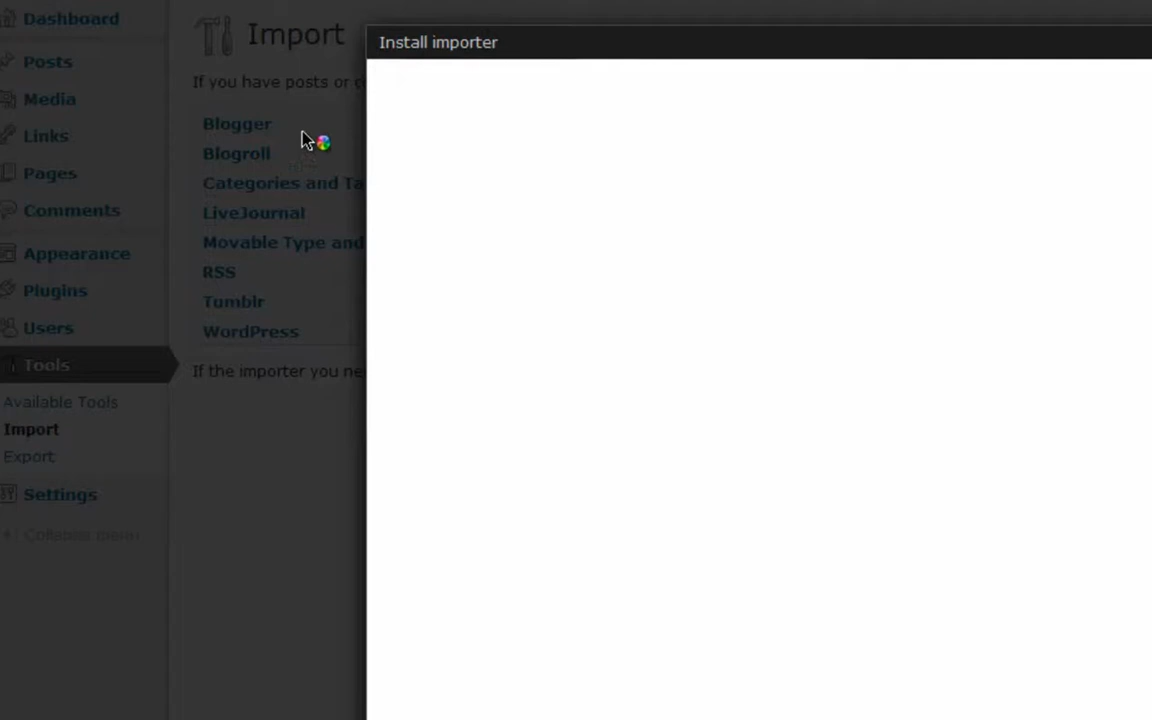 Dashboard
Posts
Media
Links
Pages
Comments
Appearance
Plugins
Users
Tools
Available Tools
Import
Export
Settings
Collapse menu
Import
If you have posts or
Blogger
Blogroll
Categories and Ta
LiveJournal
Movable Type and
RSS
Tumblr
WordPress
If the importer you ne
Install importer